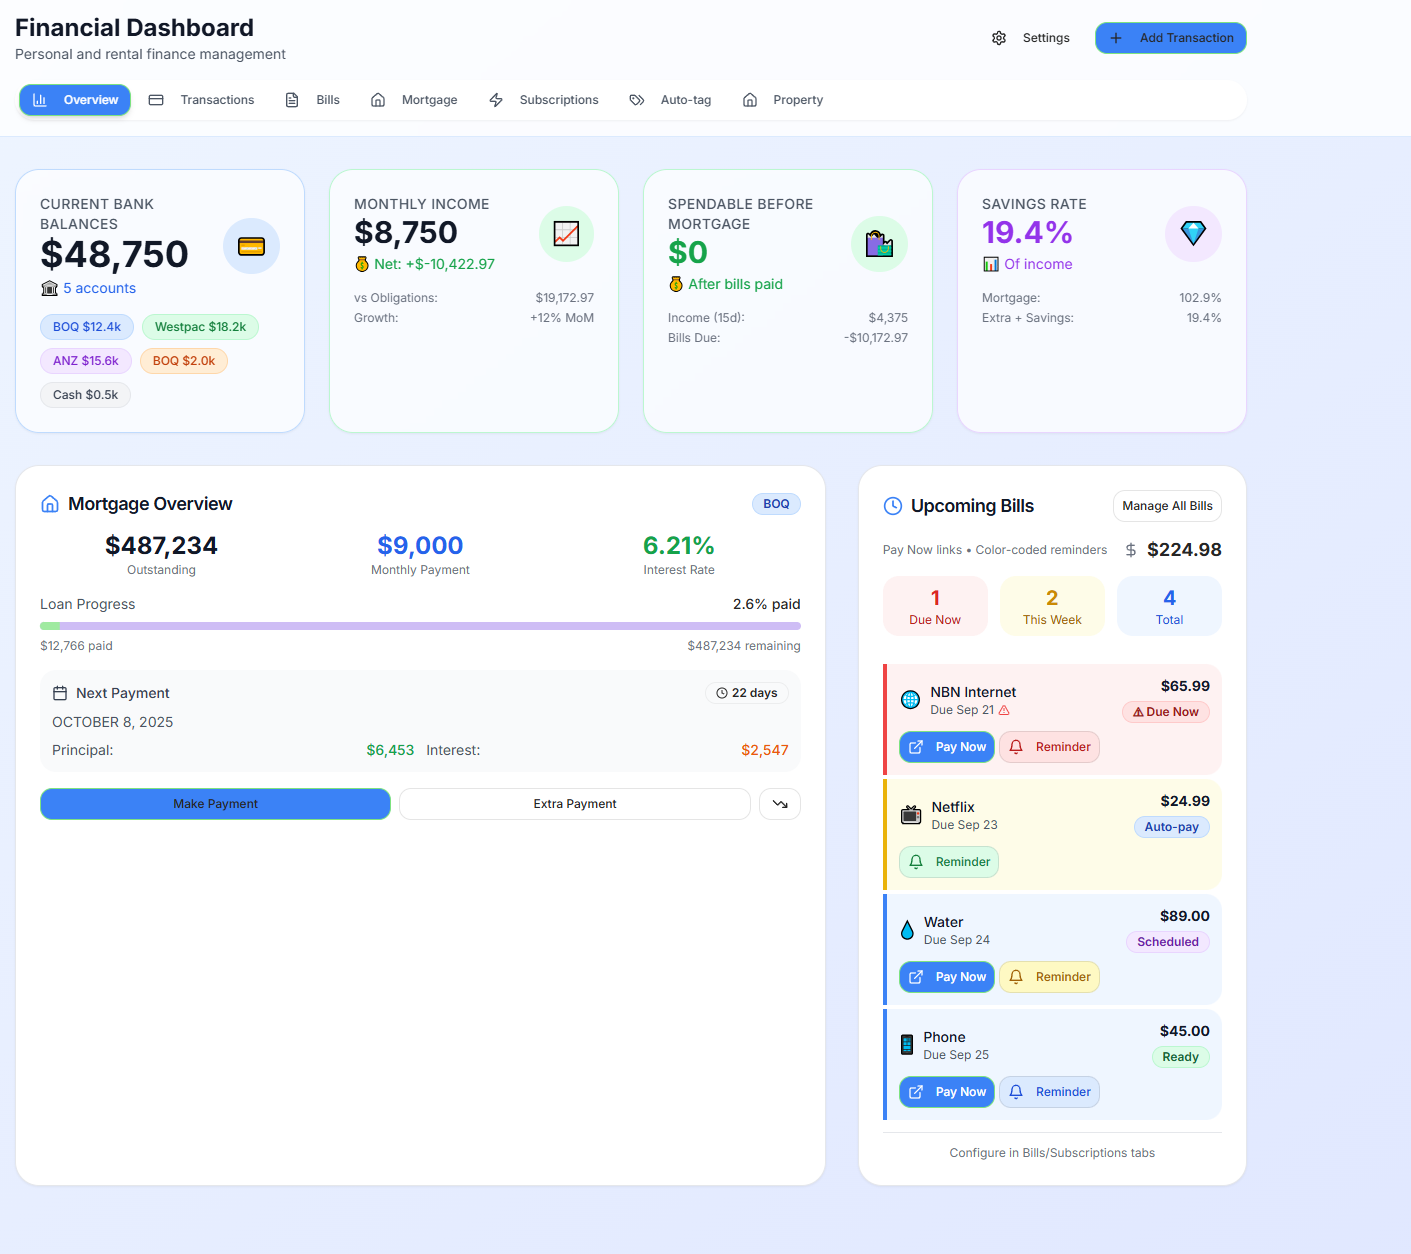 Financial Dashboard
Personal and rental finance management
Settings
Add Transaction
Overview
Transactions
Bills
Mortgage
Subscriptions
Auto-tag
Property
CURRENT BANK
BALANCES
$48,750
5 accounts
BOQ $12.4k
Westpac $18.2k
ANZ $15.6k
BOQ $2.0k
Cash $0.5k
MONTHLY INCOME
$8,750
Net: +$-10,422.97
vs Obligations: $19,172.97
Growth: +12% MoM
SPENDABLE BEFORE
MORTGAGE
$0
After bills paid
Income (15d): $4,375
Bills Due: -$10,172.97
SAVINGS RATE
19.4%
Of income
Mortgage: 102.9%
Extra + Savings: 19.4%
Mortgage Overview
BOQ
$487,234
Outstanding
$9,000
Monthly Payment
6.21%
Interest Rate
Loan Progress 2.6% paid
$12,766 paid $487,234 remaining
Next Payment 22 days
OCTOBER 8, 2025
Principal: $6,453 Interest: $2,547
Make Payment
Extra Payment
Upcoming Bills
Manage All Bills
Pay Now links • Color-coded reminders $224.98
1
Due Now
2
This Week
4
Total
NBN Internet $65.99
Due Sep 21 Due Now
Pay Now Reminder
Netflix $24.99
Due Sep 23 Auto-pay
Reminder
Water $89.00
Due Sep 24 Scheduled
Pay Now Reminder
Phone $45.00
Due Sep 25 Ready
Pay Now Reminder
Configure in Bills/Subscriptions tabs